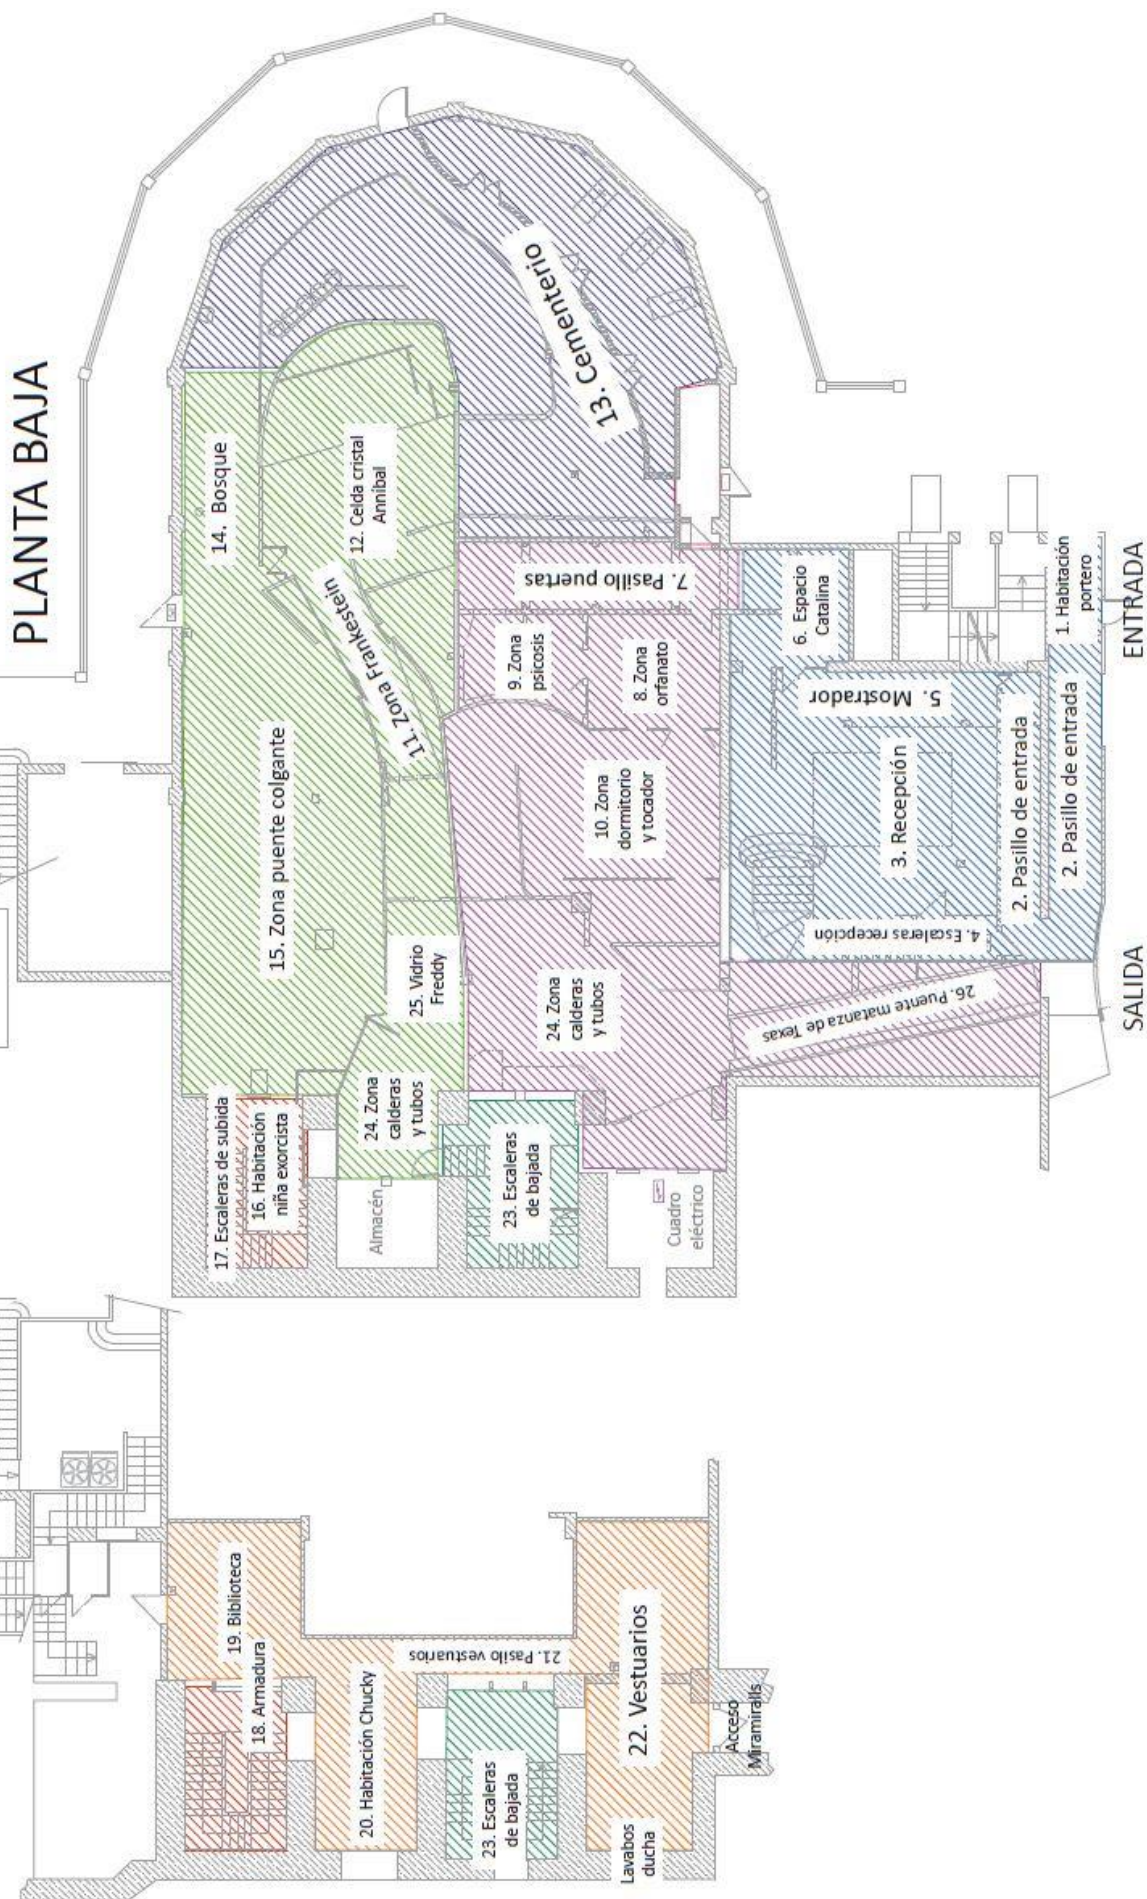 PLANTA BAJA
14. Bosque
12. Celda cristal
Annibal
13. Cementerio
11. Zona Frenkestein
15. Zona puente colgante
7. Pasillo puertas
9. Zona
psicosis
8. Zona
orfanato
10. Zona
dormitorio
y tocador
6. Espacio
Catalina
5. Mostrador
1. Habitación
portero
ENTRADA
3. Recepción
2. Pasillo de entrada
2. Pasillo de entrada
4. Escaleras recepción
25. Vidrio
Freddy
24. Zona
calderas
y tubos
24. Zona
calderas
y tubos
26. Puente matanza de Texas
SALIDA
17. Escaleras de subida
16. Habitación
niña exorcista
Almacén
23. Escaleras
de bajada
Cuadro
eléctrico
19. Biblioteca
18. Armadura
20. Habitación Chucky
21. Pasilo vestuarios
23. Escaleras
de bajada
22. Vestuarios
Lavabos
ducha
Acceso
Miramiralls